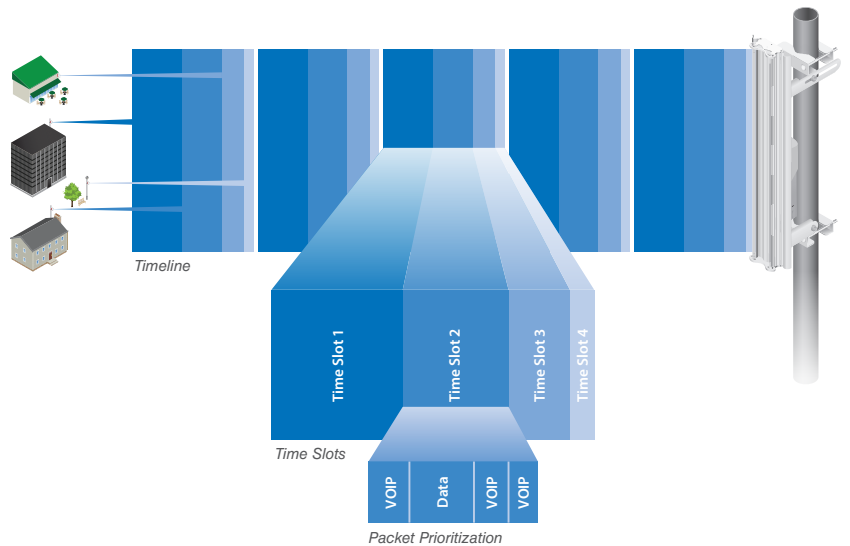 Timeline
Time Slot 1
Time Slot 2
Time Slot 3
Time Slot 4
Time Slots
VOIP
Data
VOIP
VOIP
Packet Prioritization